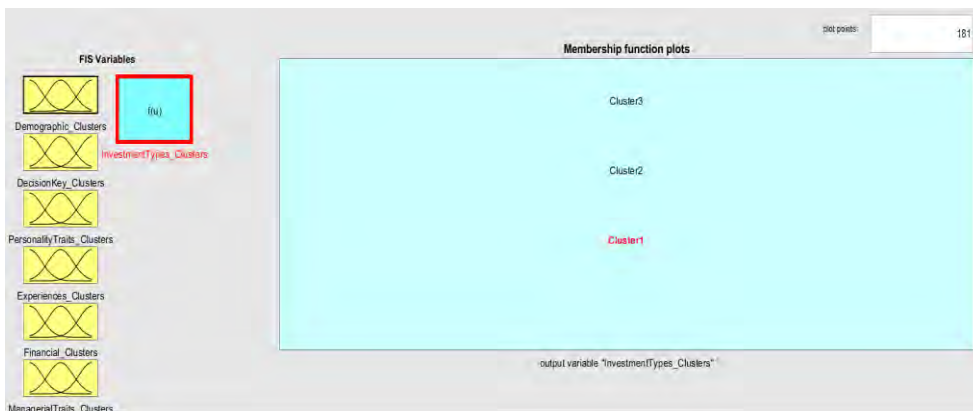 plot points:
181
FIS Variables
Membership function plots
f(u)
Demographic_Clusters
InvestmentTypes_Clusters
DecisionKey_Clusters
PersonalityTraits_Clusters
Experiences_Clusters
Financial_Clusters
ManagerialTraits_Clusters
Cluster3
Cluster2
Cluster1
output variable "InvestmentTypes_Clusters"